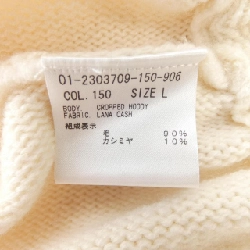 01-2303709-150-906
COL. 150 SIZE L
BODY. CROPPED HOODY
FABRIC. LANA CASH
組成表示
毛 90%
カシミヤ 10%